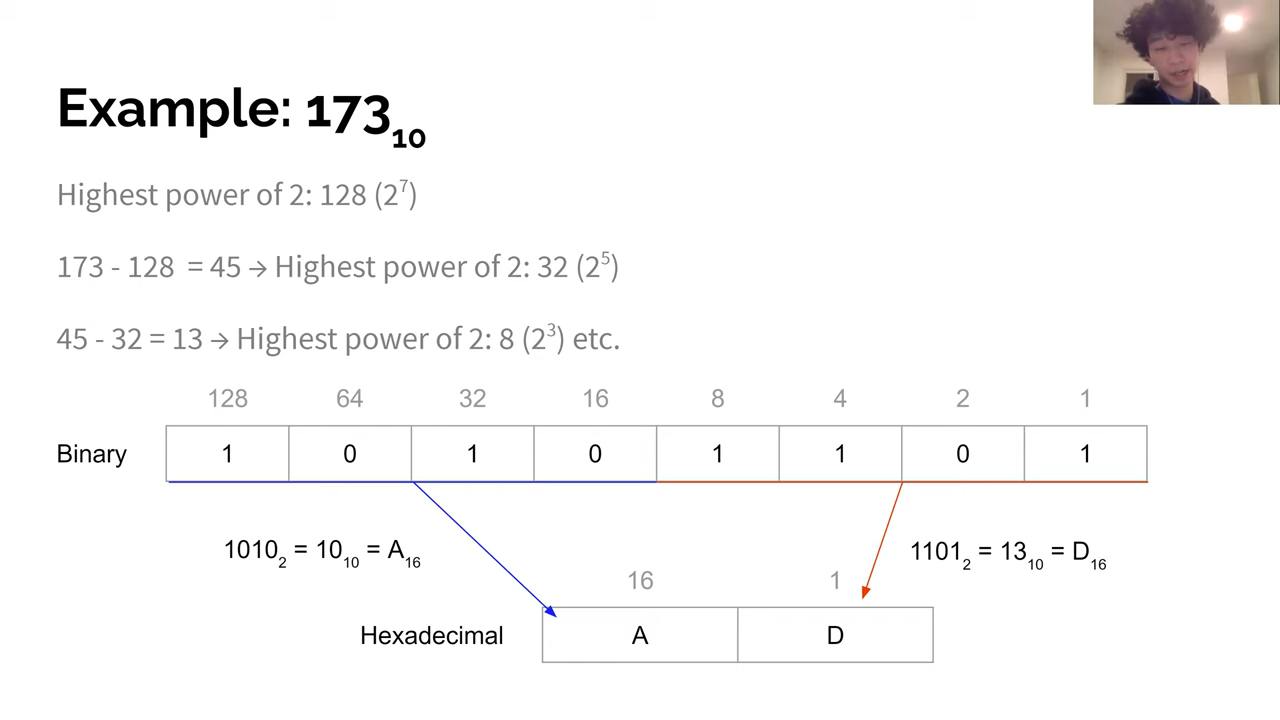 Example: 173₁₀
Highest power of 2: 128 (2⁷)
173 - 128 = 45 → Highest power of 2: 32 (2⁵)
45 - 32 = 13 → Highest power of 2: 8 (2³) etc.
128 64 32 16 8 4 2 1
Binary 1 0 1 0 1 1 0 1
1010₂ = 10₁₀ = A₁₆
1101₂ = 13₁₀ = D₁₆
16 1
Hexadecimal A D